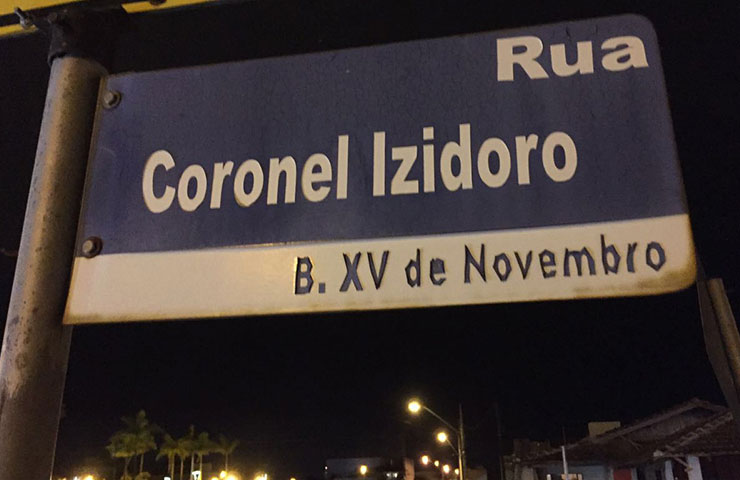 Rua
Coronel Izidoro
B. XV de Novembro